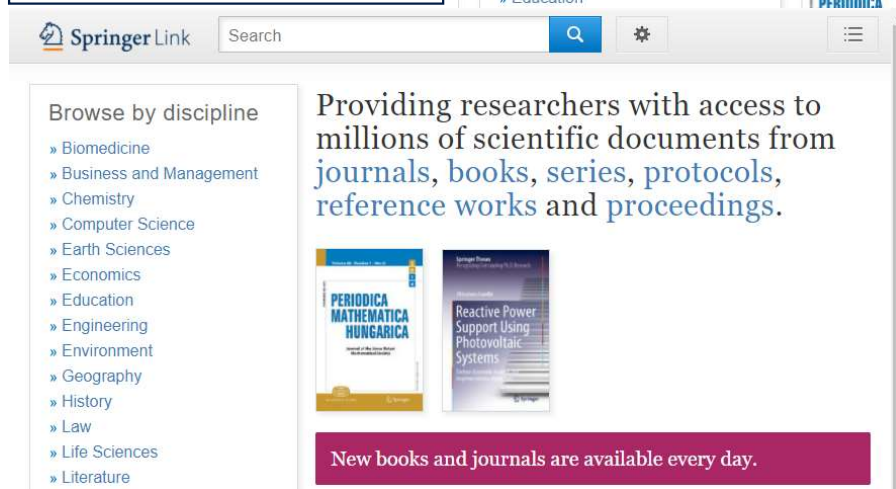 » Education
PERIODICA
Springer Link
Search
Browse by discipline
» Biomedicine
» Business and Management
» Chemistry
» Computer Science
» Earth Sciences
» Economics
» Education
» Engineering
» Environment
» Geography
» History
» Law
» Life Sciences
» Literature
Providing researchers with access to
millions of scientific documents from
journals, books, series, protocols,
reference works and proceedings.
PERIODICA
MATHEMATICA
HUNGARICA
Springer
Springer Theses
Reactive Power
Support Using
Photovoltaic
Systems
Springer
New books and journals are available every day.